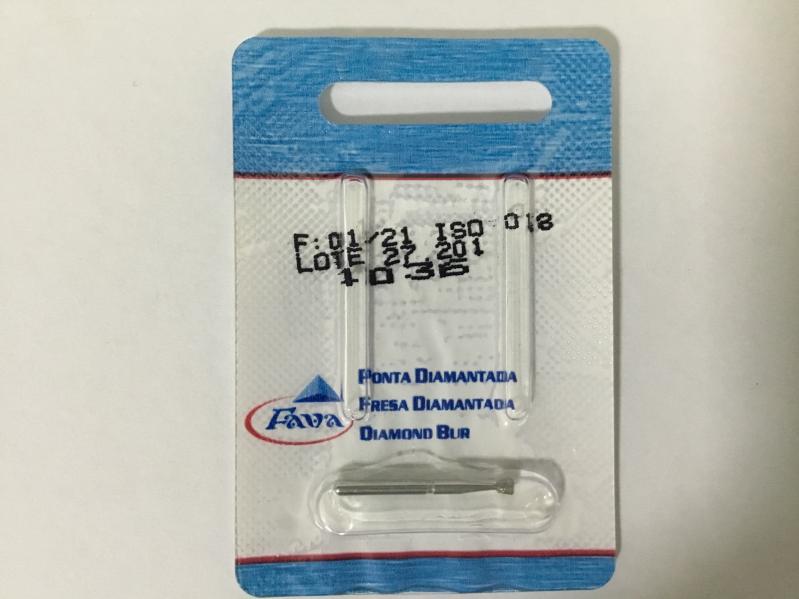 F:01/21 ISO 018
LOTE 27.201
1036
PONTA DIAMANTADA
FRESA DIAMANTADA
DIAMOND BUR
FAVA